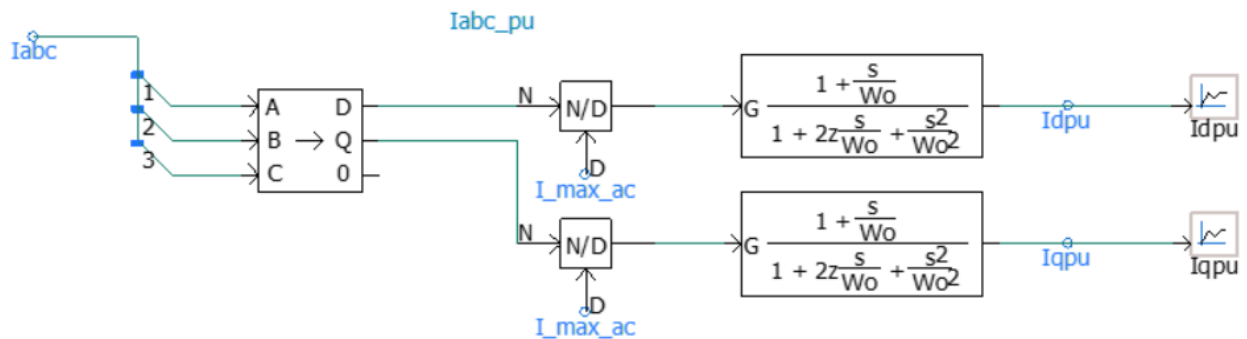 Iabc_pu
Iabc
1
2
3
A D
B → Q
C 0
N
N/D
D
I_max_ac
G
1 + s/Wo
1 + 2z s/Wo + s2/Wo2
Idpu
Idpu
N
N/D
D
I_max_ac
G
1 + s/Wo
1 + 2z s/Wo + s2/Wo2
Iqpu
Iqpu